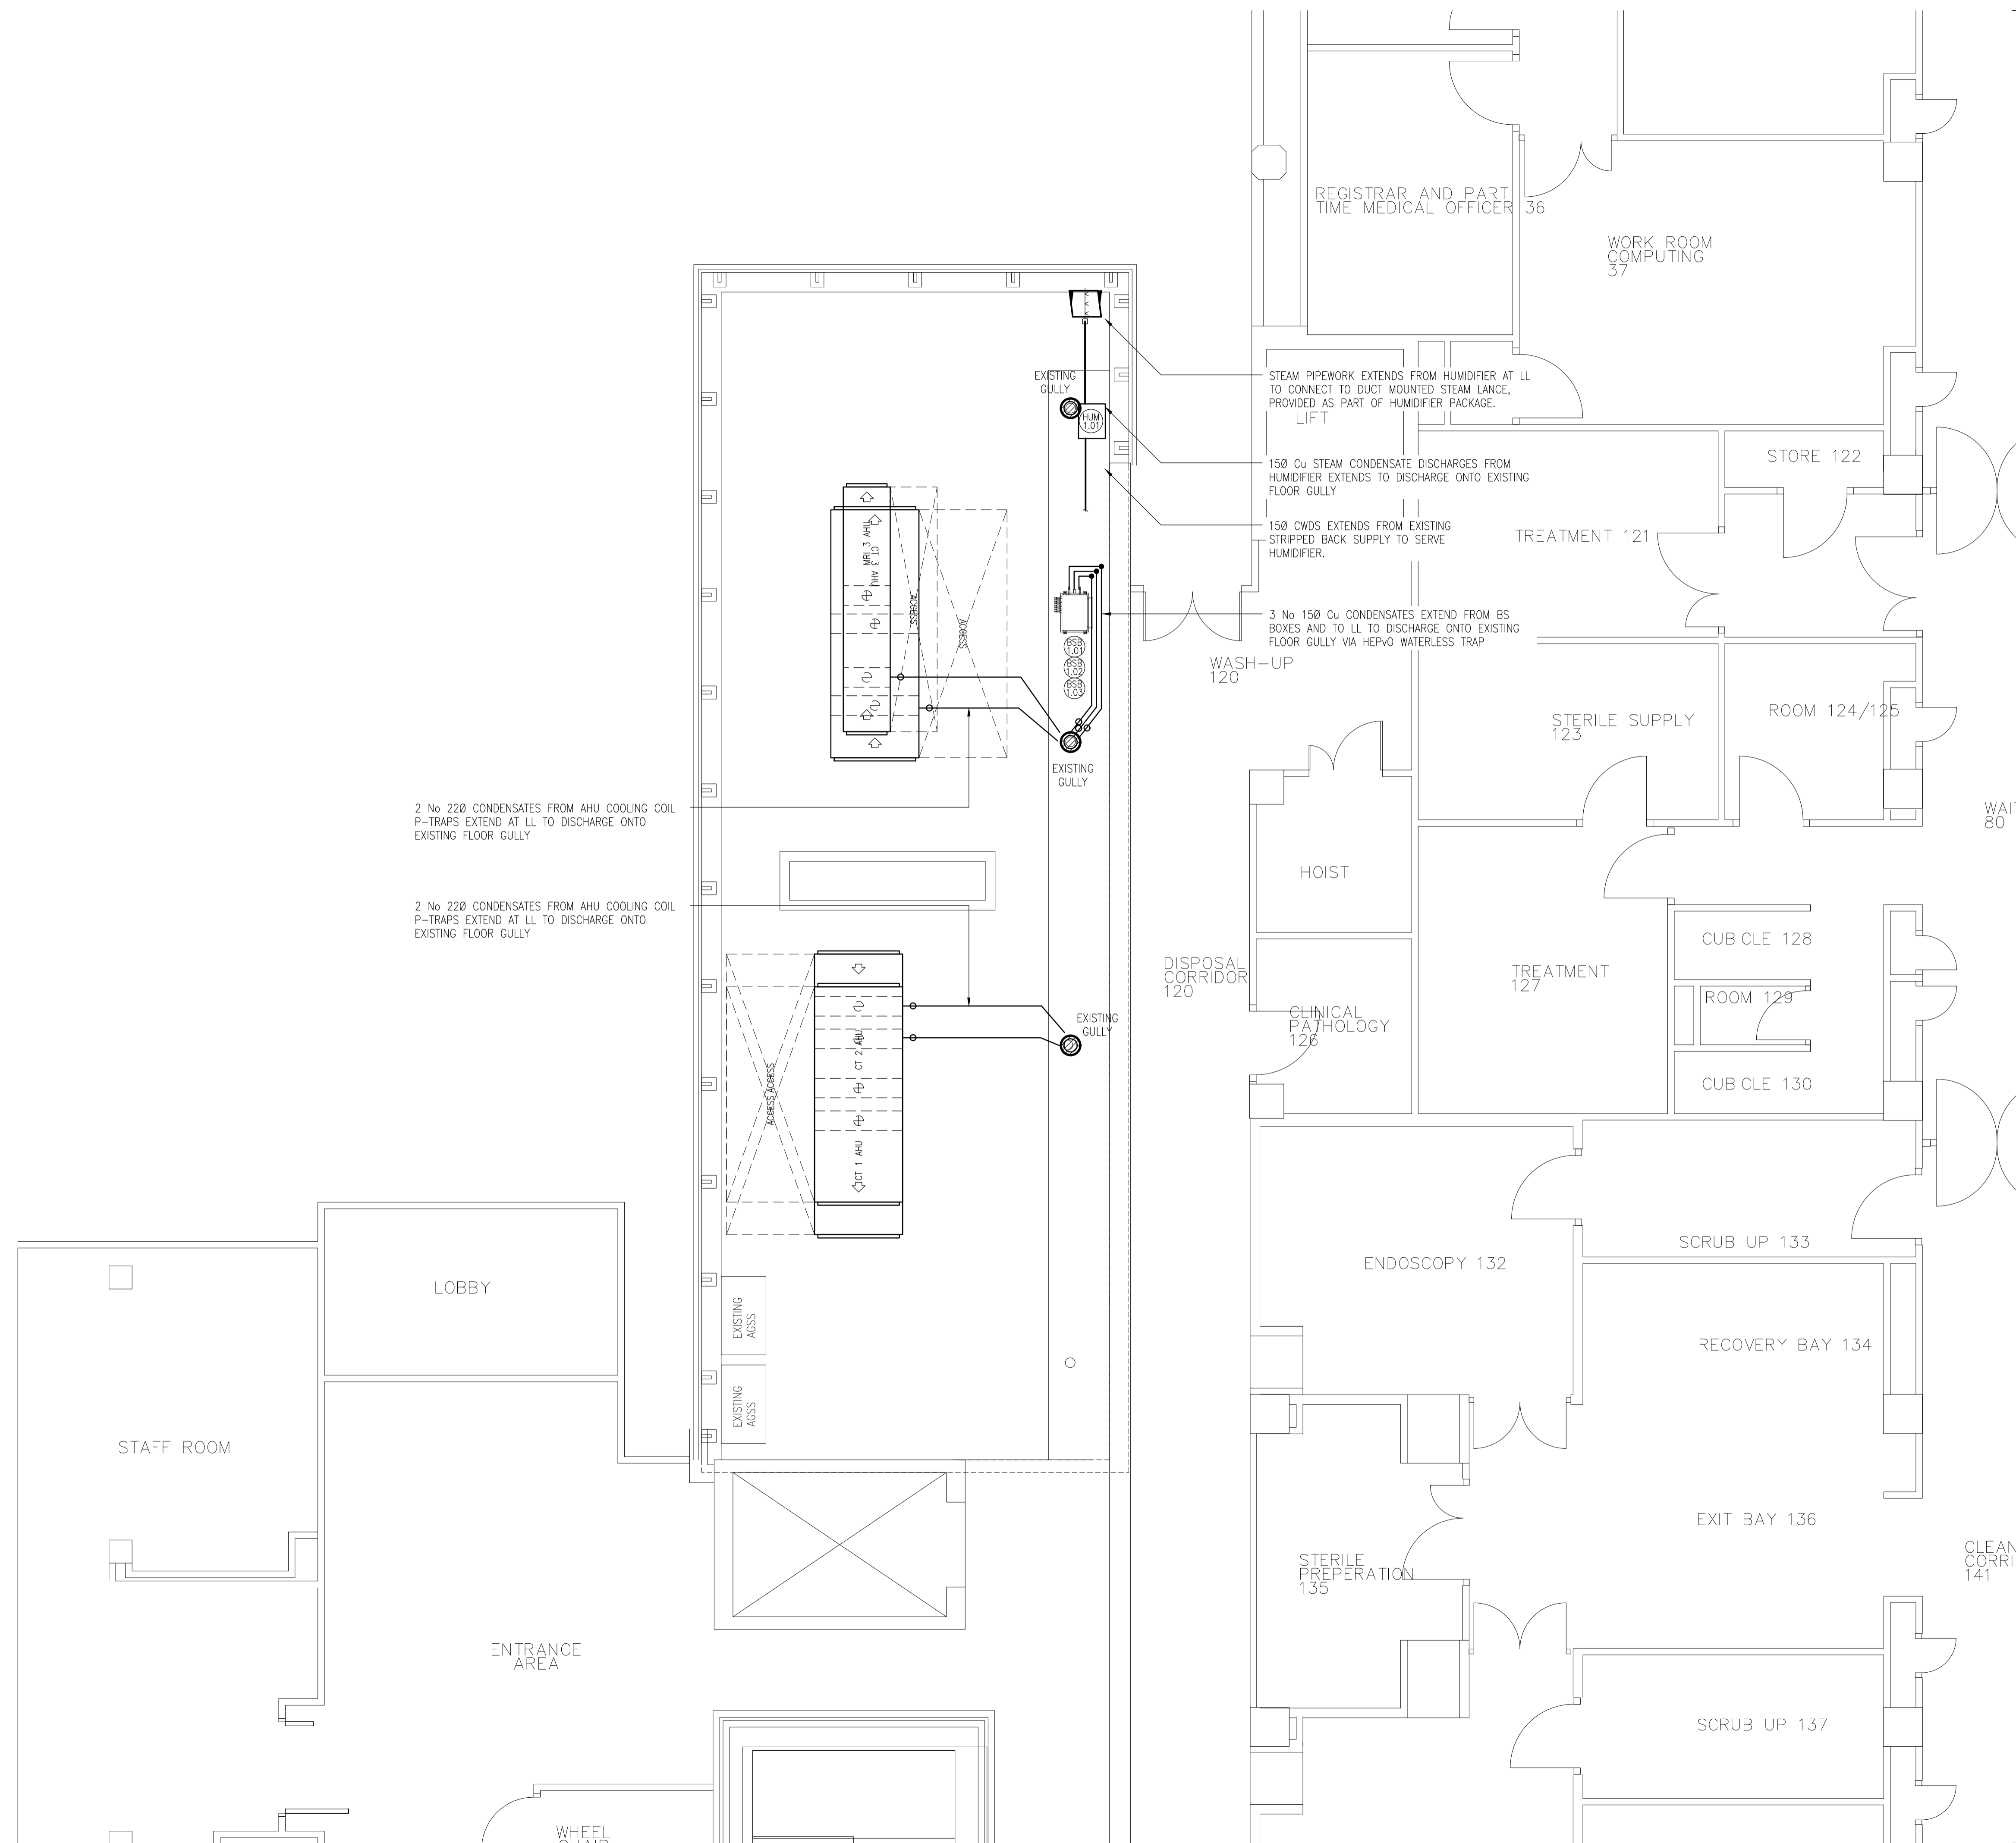 REGISTRAR AND PART
TIME MEDICAL OFFICER 36
WORK ROOM
COMPUTING
37
EXISTING
GULLY
HUM
1.01
STEAM PIPEWORK EXTENDS FROM HUMIDIFIER AT LL
TO CONNECT TO DUCT MOUNTED STEAM LANCE,
PROVIDED AS PART OF HUMIDIFIER PACKAGE.
LIFT
15Ø Cu STEAM CONDENSATE DISCHARGES FROM
HUMIDIFIER EXTENDS TO DISCHARGE ONTO EXISTING
FLOOR GULLY
STORE 122
15Ø CWDS EXTENDS FROM EXISTING
STRIPPED BACK SUPPLY TO SERVE
HUMIDIFIER.
TREATMENT 121
MRI 3 AHU
CT 3 AHU
ACCESS
ACCESS
3 No 15Ø Cu CONDENSATES EXTEND FROM BS
BOXES AND TO LL TO DISCHARGE ONTO EXISTING
FLOOR GULLY VIA HEPvO WATERLESS TRAP
BSB
1.01
BSB
1.02
BSB
1.03
WASH-UP
120
STERILE SUPPLY
123
ROOM 124/125
EXISTING
GULLY
2 No 22Ø CONDENSATES FROM AHU COOLING COIL
P-TRAPS EXTEND AT LL TO DISCHARGE ONTO
EXISTING FLOOR GULLY
WAIT
80
HOIST
2 No 22Ø CONDENSATES FROM AHU COOLING COIL
P-TRAPS EXTEND AT LL TO DISCHARGE ONTO
EXISTING FLOOR GULLY
CUBICLE 128
DISPOSAL
CORRIDOR
120
TREATMENT
127
ROOM 129
CLINICAL
PATHOLOGY
126
EXISTING
GULLY
CT 2 AHU
ACCESS
ACCESS
CUBICLE 130
CT 1 AHU
SCRUB UP 133
ENDOSCOPY 132
LOBBY
EXISTING
AGSS
RECOVERY BAY 134
EXISTING
AGSS
STAFF ROOM
EXIT BAY 136
STERILE
PREPERATION
135
CLEAN
CORRI
141
ENTRANCE
AREA
SCRUB UP 137
WHEEL
CHAIR